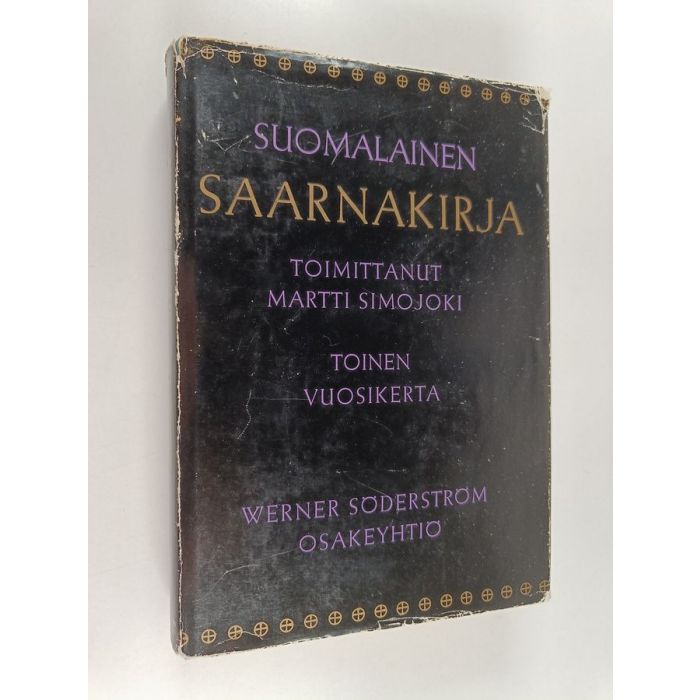 SUOMALAINEN
SAARNAKIRJA
TOIMITTANUT
MARTTI SIMOJOKI
TOINEN
VUOSIKERTA
WERNER SÖDERSTRÖM
OSAKEYHTIÖ